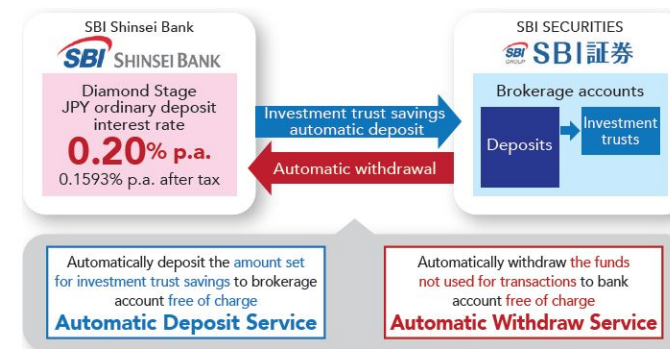 SBI Shinsei Bank
SBI SHINSEI BANK
Diamond Stage
JPY ordinary deposit
interest rate
0.20% p.a.
0.1593% p.a. after tax
Investment trust savings
automatic deposit
Automatic withdrawal
SBI SECURITIES
SBI GROUP SBI証券
Brokerage accounts
Deposits
Investment
trusts
Automatically deposit the amount set
for investment trust savings to brokerage
account free of charge
Automatic Deposit Service
Automatically withdraw the funds
not used for transactions to bank
account free of charge
Automatic Withdraw Service